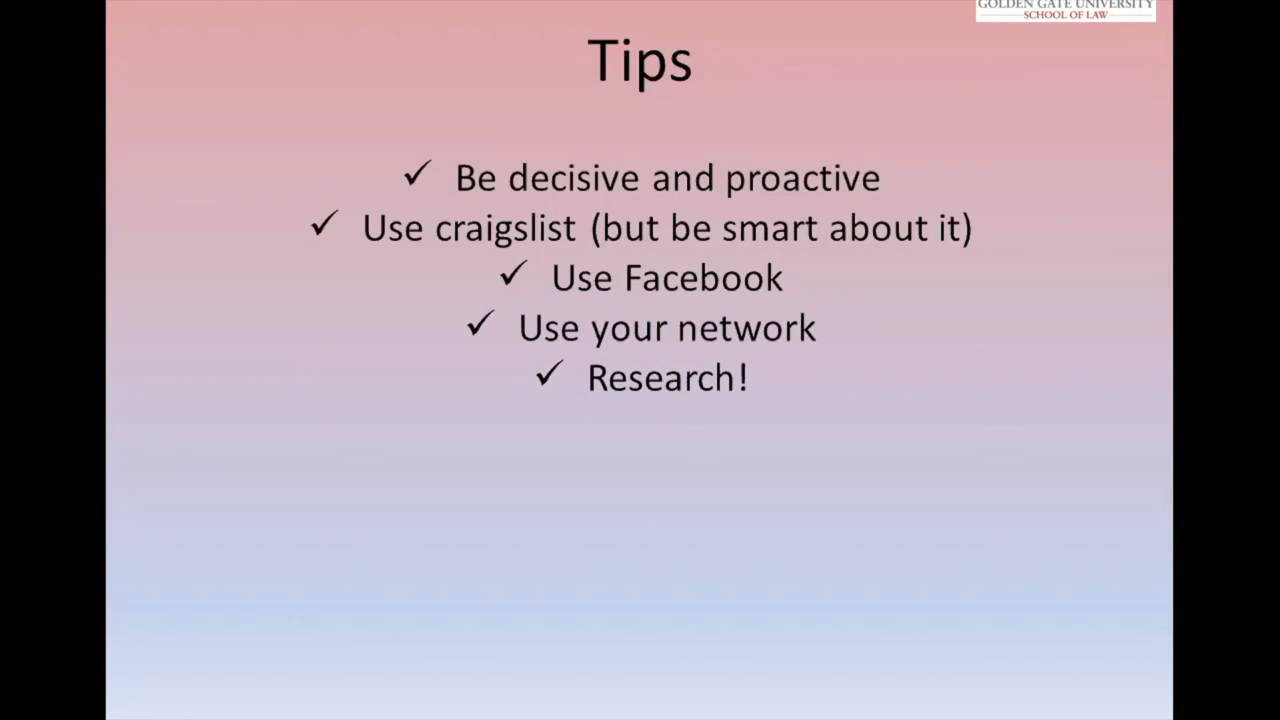 GOLDEN GATE UNIVERSITY
SCHOOL OF LAW
Tips
✓ Be decisive and proactive
✓ Use craigslist (but be smart about it)
✓ Use Facebook
✓ Use your network
✓ Research!